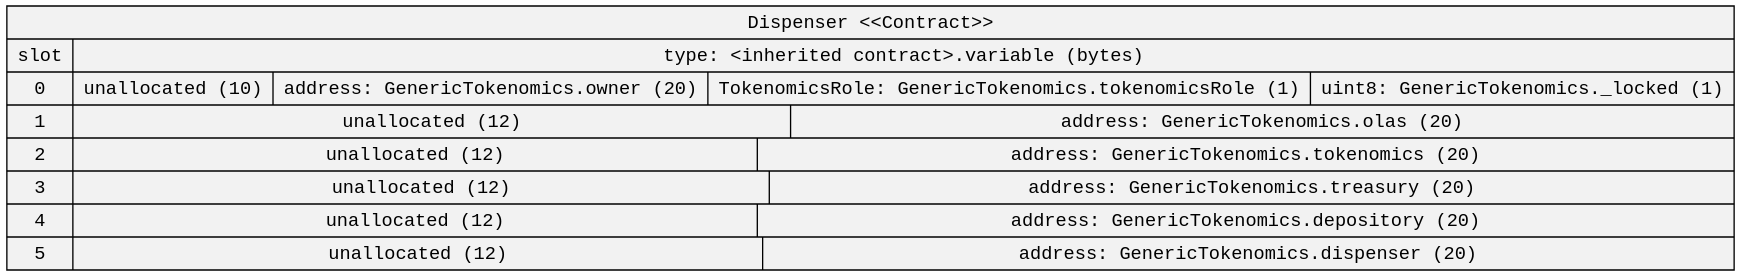 Dispenser <<Contract>>
slot type: <inherited contract>.variable (bytes)
0 unallocated (10) address: GenericTokenomics.owner (20) TokenomicsRole: GenericTokenomics.tokenomicsRole (1) uint8: GenericTokenomics._locked (1)
1 unallocated (12) address: GenericTokenomics.olas (20)
2 unallocated (12) address: GenericTokenomics.tokenomics (20)
3 unallocated (12) address: GenericTokenomics.treasury (20)
4 unallocated (12) address: GenericTokenomics.depository (20)
5 unallocated (12) address: GenericTokenomics.dispenser (20)